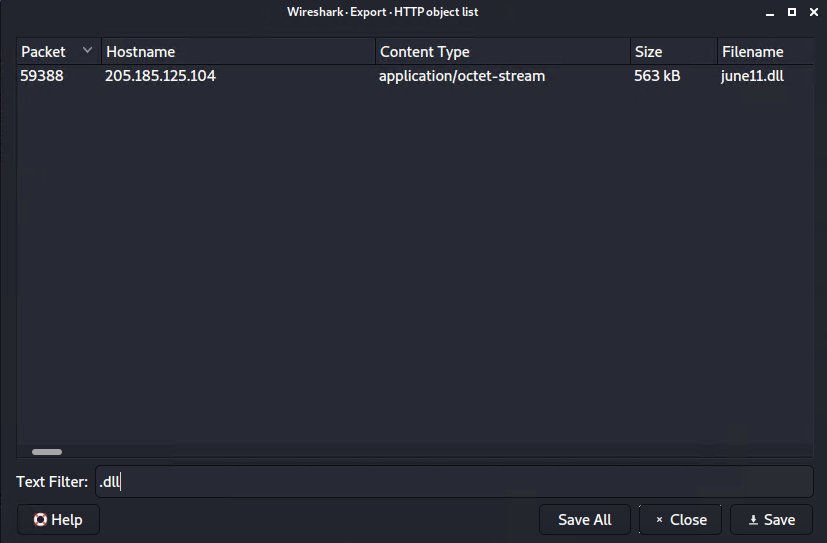 Wireshark · Export · HTTP object list
Packet Hostname Content Type Size Filename
59388 205.185.125.104 application/octet-stream 563 kB june11.dll
Text Filter: .dll
Help Save All × Close Save